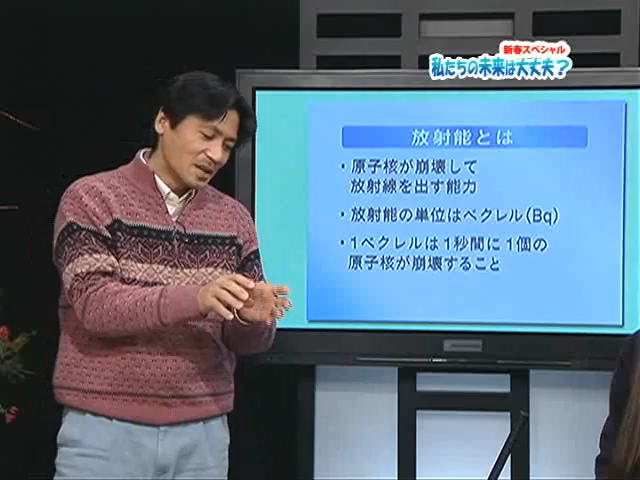 新春スペシャル
私たちの未来は大丈夫?
放射能とは
・原子核が崩壊して
放射線を出す能力
・放射能の単位はベクレル(Bq)
・1ベクレルは1秒間に1個の
原子核が崩壊すること